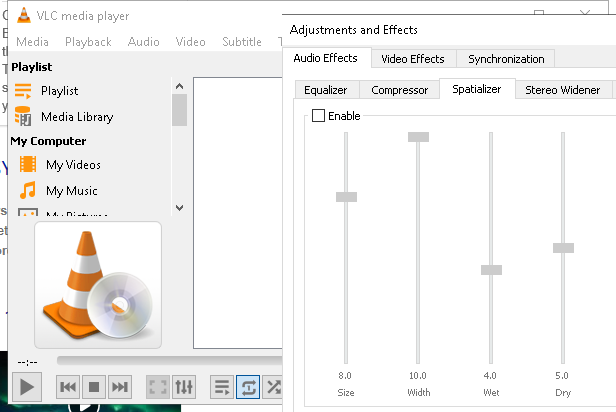 VLC media player
Media Playback Audio Video Subtitle T
Playlist
Playlist
Media Library
My Computer
My Videos
My Music
My Pictures
--:--
Adjustments and Effects
Audio Effects Video Effects Synchronization
Equalizer Compressor Spatializer Stereo Widener
Enable
8.0 10.0 4.0 5.0
Size Width Wet Dry